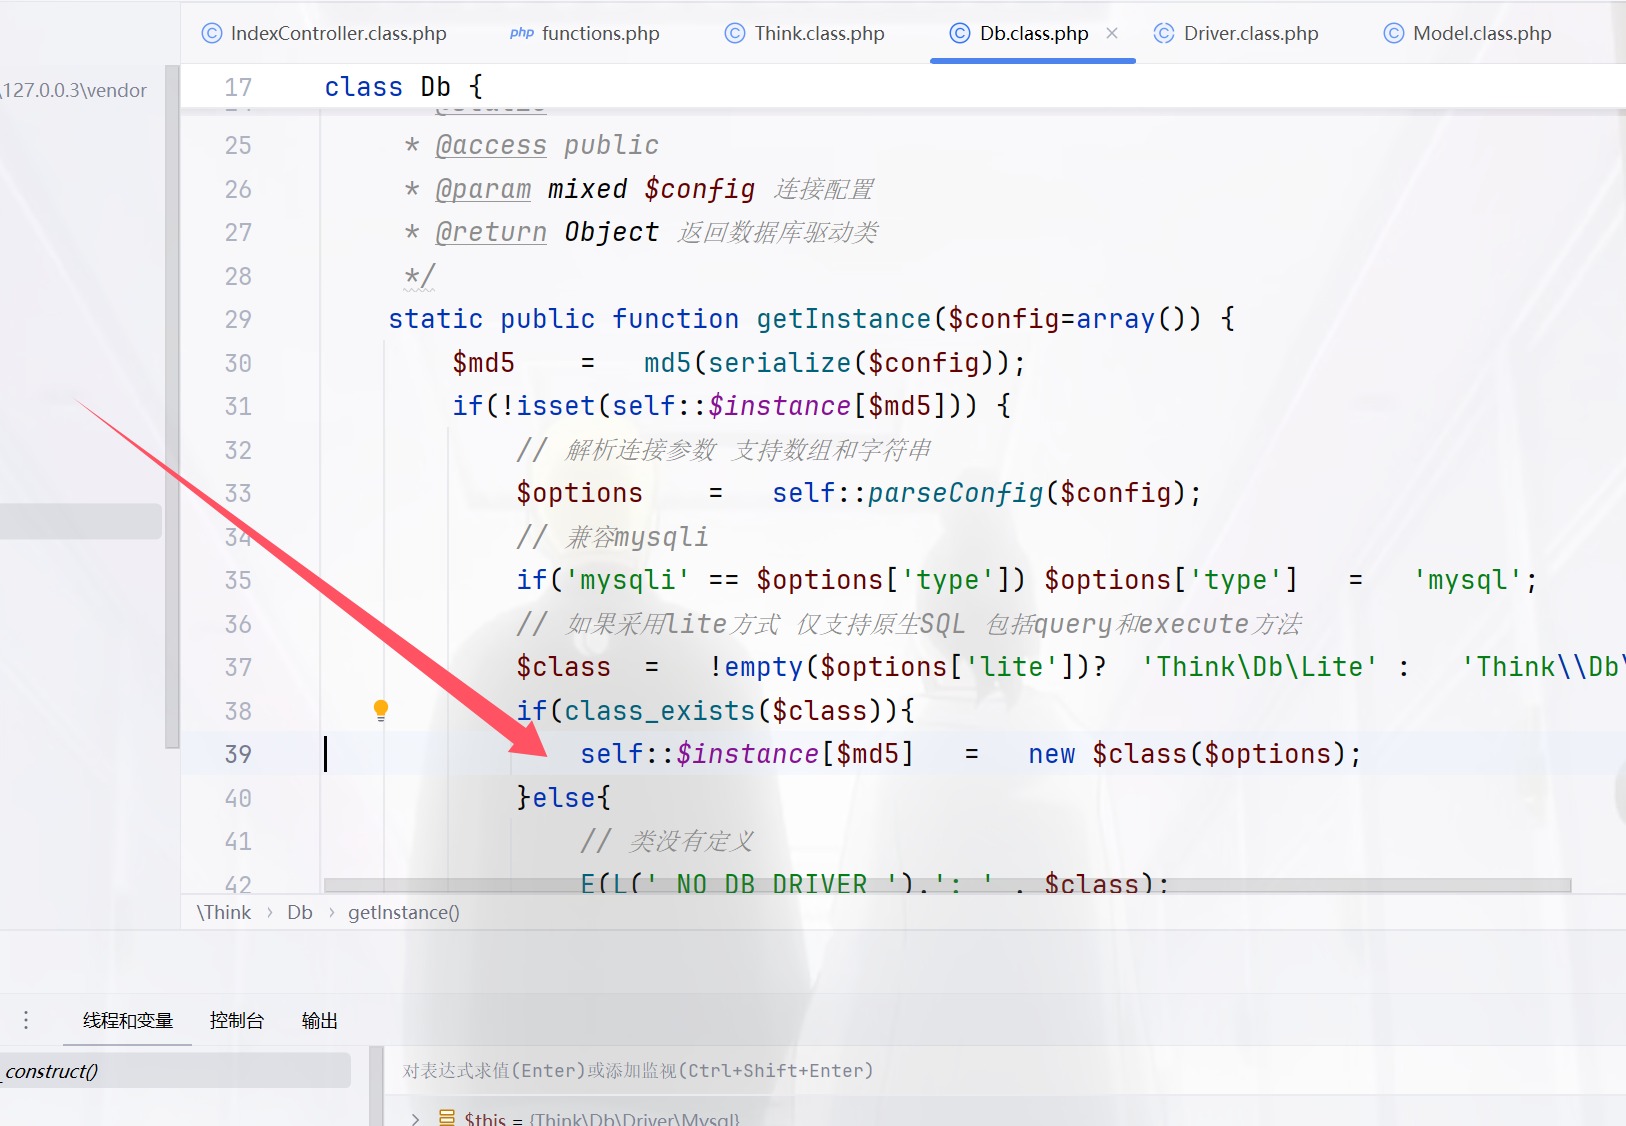 IndexController.class.php
php functions.php
Think.class.php
Db.class.php
Driver.class.php
Model.class.php
\127.0.0.3\vendor
17 class Db {
25 * @access public
26 * @param mixed $config 连接配置
27 * @return Object 返回数据库驱动类
28 */
29 static public function getInstance($config=array()) {
30 $md5 = md5(serialize($config));
31 if(!isset(self::$instance[$md5])) {
32 // 解析连接参数 支持数组和字符串
33 $options = self::parseConfig($config);
34 // 兼容mysqli
35 if('mysqli' == $options['type']) $options['type'] = 'mysql';
36 // 如果采用lite方式 仅支持原生SQL 包括query和execute方法
37 $class = !empty($options['lite'])? 'Think\Db\Lite' : 'Think\\Db\
38 if(class_exists($class)){
39 self::$instance[$md5] = new $class($options);
40 }else{
41 // 类没有定义
42 E(L('_NO_DB_DRIVER_').': ' . $class);
\Think › Db › getInstance()
线程和变量 控制台 输出
_construct()
对表达式求值(Enter)或添加监视(Ctrl+Shift+Enter)
$this = {Think\Db\Driver\Mysql}